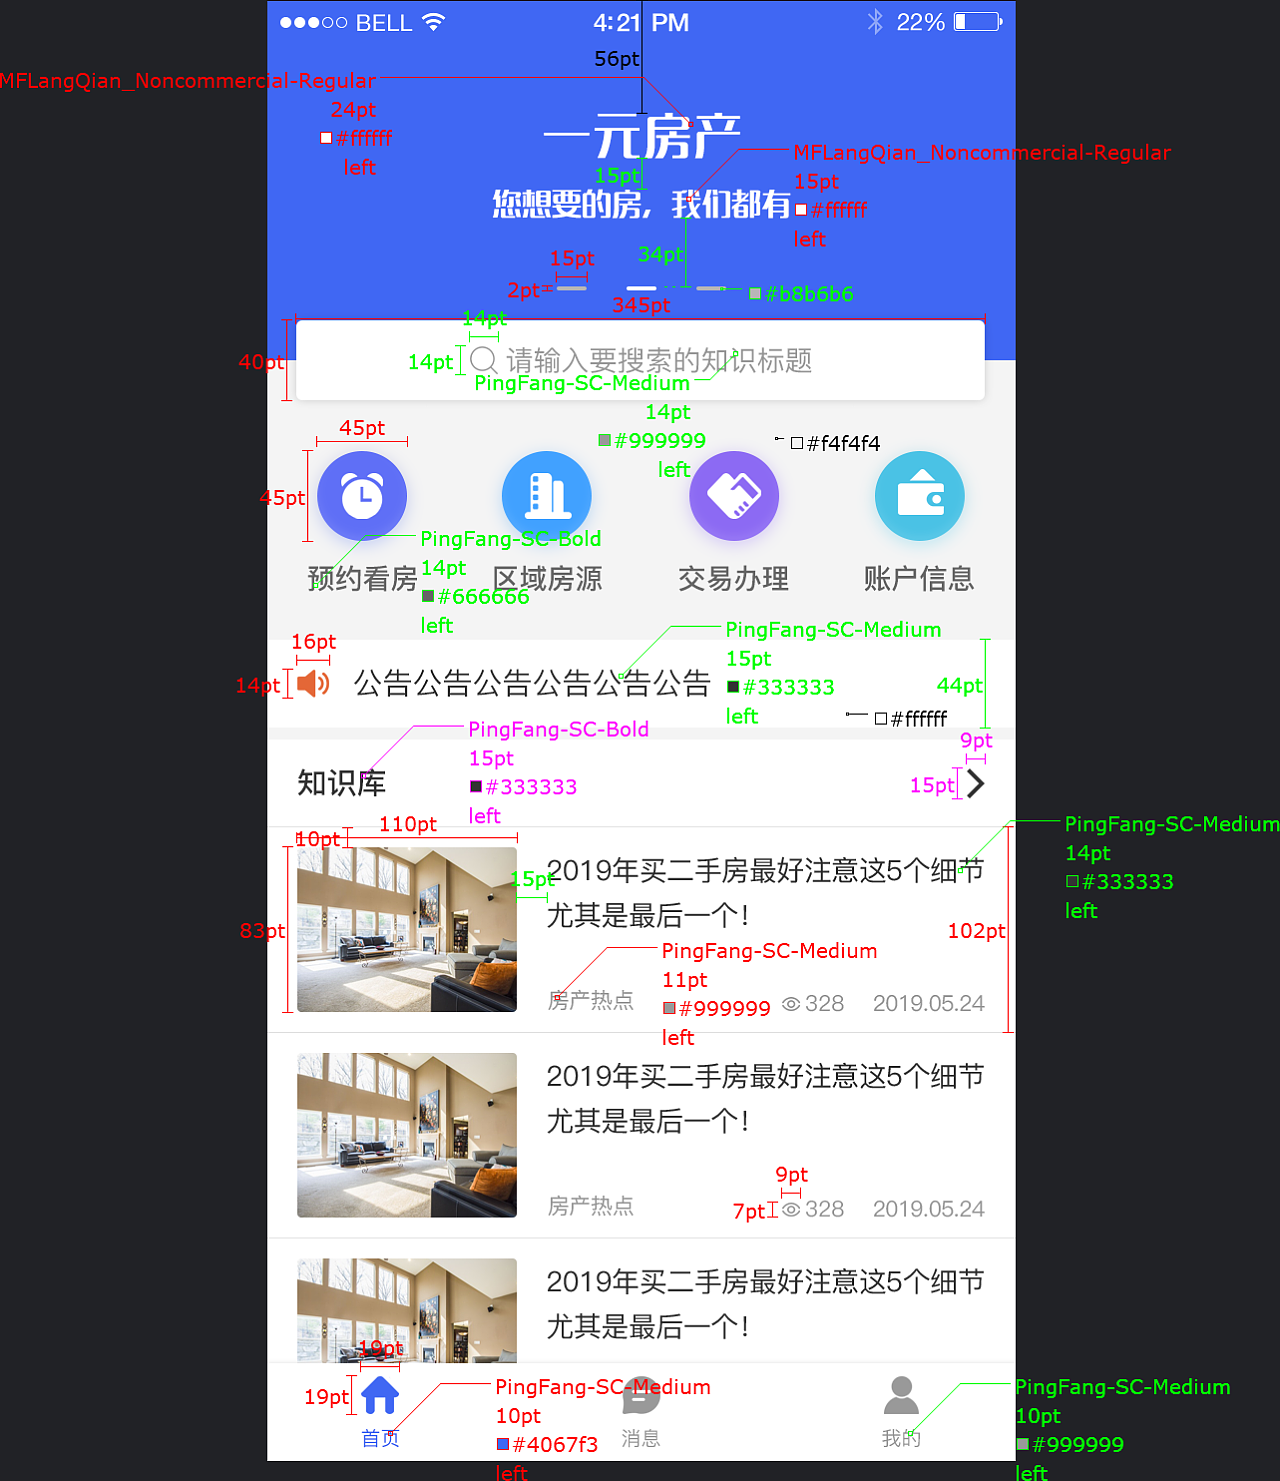 BELL
4:21 PM
22%
56pt
MFLangQian_Noncommercial-Regular
24pt
#ffffff
left
一元房产
MFLangQian_Noncommercial-Regular
15pt
#ffffff
left
15pt
您想要的房，我们都有
34pt
15pt
2pt
#b8b6b6
345pt
14pt
40pt
14pt
请输入要搜索的知识标题
PingFang-SC-Medium
14pt
#999999
left
45pt
#f4f4f4
45pt
PingFang-SC-Bold
14pt
#666666
left
预约看房
区域房源
交易办理
账户信息
PingFang-SC-Medium
15pt
#333333
left
16pt
14pt
公告公告公告公告公告公告
44pt
#ffffff
PingFang-SC-Bold
15pt
#333333
left
9pt
15pt
知识库
110pt
10pt
PingFang-SC-Medium
14pt
#333333
left
15pt
2019年买二手房最好注意这5个细节
尤其是最后一个！
83pt
102pt
PingFang-SC-Medium
11pt
#999999
left
房产热点
328
2019.05.24
2019年买二手房最好注意这5个细节
尤其是最后一个！
9pt
7pt
房产热点
328
2019.05.24
2019年买二手房最好注意这5个细节
尤其是最后一个！
19pt
19pt
PingFang-SC-Medium
10pt
#4067f3
left
PingFang-SC-Medium
10pt
#999999
left
首页
消息
我的